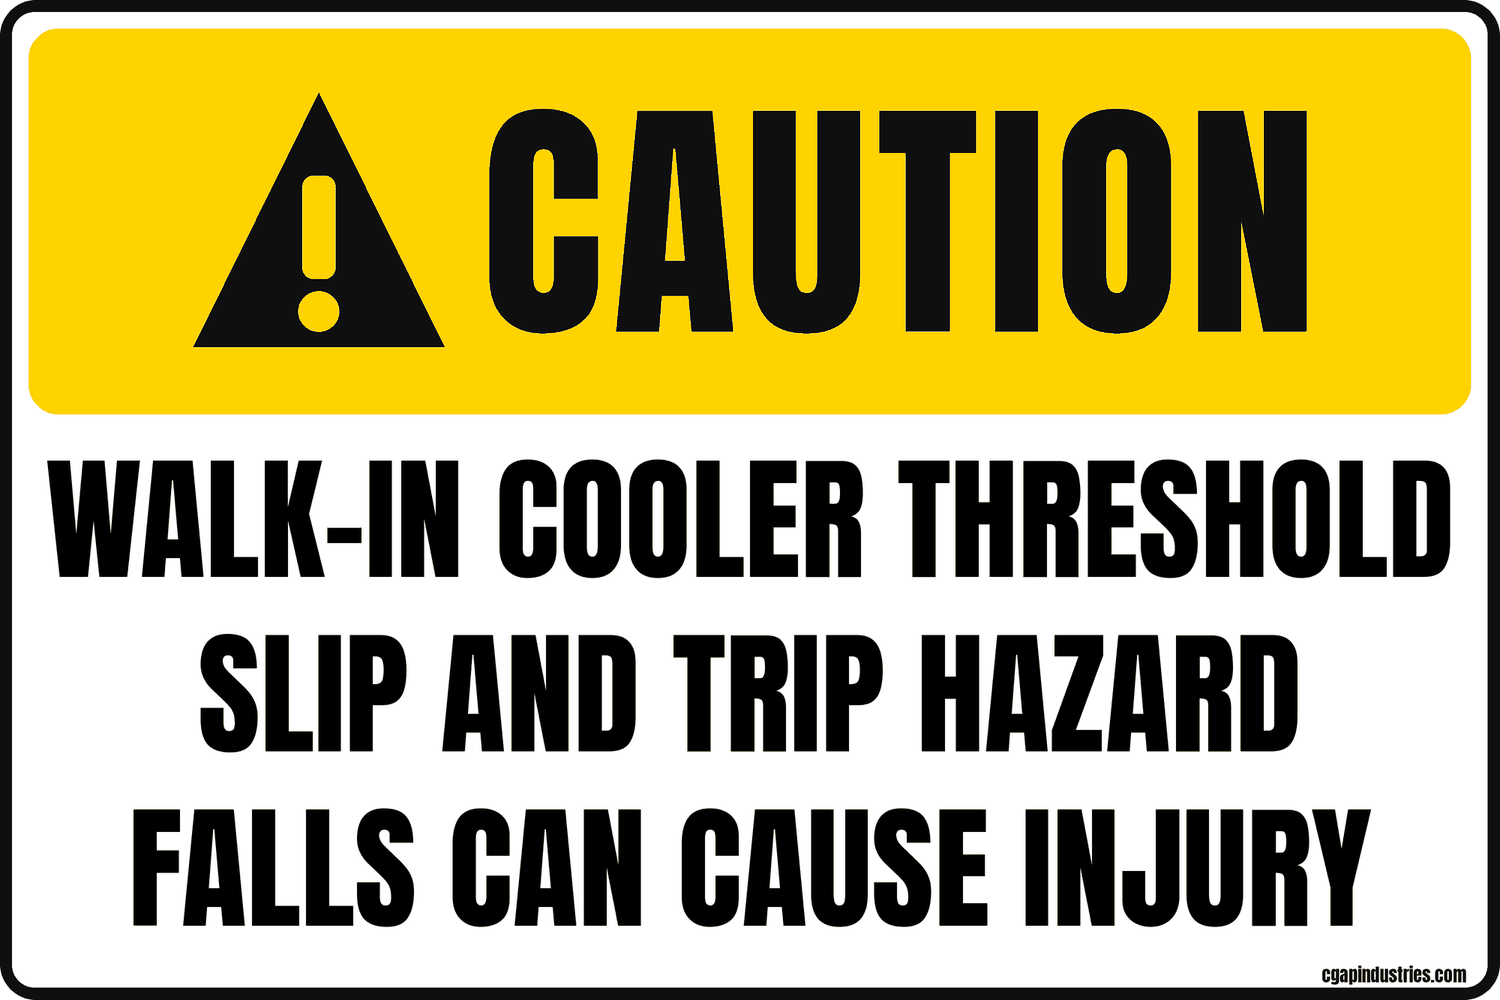 CAUTION
WALK-IN COOLER THRESHOLD
SLIP AND TRIP HAZARD
FALLS CAN CAUSE INJURY
cgapindustries.com